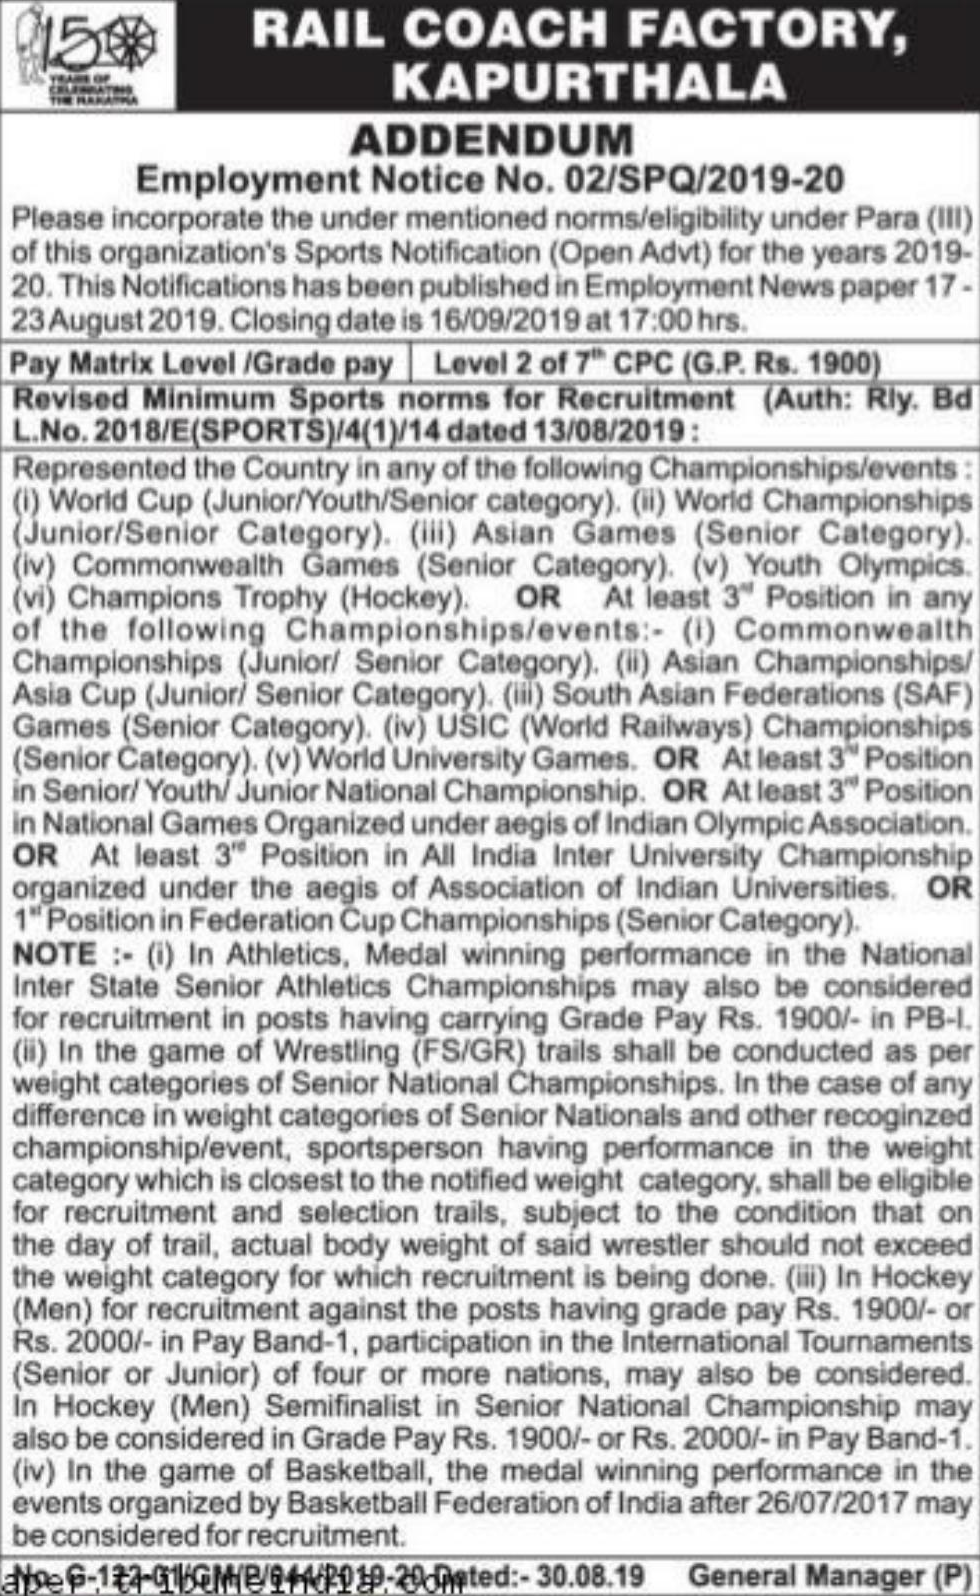 150
YEARS OF
CELEBRATING
THE MAHATMA
RAIL COACH FACTORY,
KAPURTHALA
ADDENDUM
Employment Notice No. 02/SPQ/2019-20
Please incorporate the under mentioned norms/eligibility under Para (III)
of this organization's Sports Notification (Open Advt) for the years 2019-
20. This Notifications has been published in Employment News paper 17 -
23 August 2019. Closing date is 16/09/2019 at 17:00 hrs.
Pay Matrix Level /Grade pay Level 2 of 7th CPC (G.P. Rs. 1900)
Revised Minimum Sports norms for Recruitment (Auth: Rly. Bd
L.No. 2018/E(SPORTS)/4(1)/14 dated 13/08/2019 :
Represented the Country in any of the following Championships/events :
(i) World Cup (Junior/Youth/Senior category). (ii) World Championships
(Junior/Senior Category). (iii) Asian Games (Senior Category).
(iv) Commonwealth Games (Senior Category). (v) Youth Olympics.
(vi) Champions Trophy (Hockey). OR At least 3rd Position in any
of the following Championships/events:- (i) Commonwealth
Championships (Junior/ Senior Category). (ii) Asian Championships/
Asia Cup (Junior/ Senior Category). (iii) South Asian Federations (SAF)
Games (Senior Category). (iv) USIC (World Railways) Championships
(Senior Category). (v) World University Games. OR At least 3rd Position
in Senior/ Youth/ Junior National Championship. OR At least 3rd Position
in National Games Organized under aegis of Indian Olympic Association.
OR At least 3rd Position in All India Inter University Championship
organized under the aegis of Association of Indian Universities. OR
1st Position in Federation Cup Championships (Senior Category).
NOTE :- (i) In Athletics, Medal winning performance in the National
Inter State Senior Athletics Championships may also be considered
for recruitment in posts having carrying Grade Pay Rs. 1900/- in PB-I.
(ii) In the game of Wrestling (FS/GR) trails shall be conducted as per
weight categories of Senior National Championships. In the case of any
difference in weight categories of Senior Nationals and other recoginzed
championship/event, sportsperson having performance in the weight
category which is closest to the notified weight category, shall be eligible
for recruitment and selection trails, subject to the condition that on
the day of trail, actual body weight of said wrestler should not exceed
the weight category for which recruitment is being done. (iii) In Hockey
(Men) for recruitment against the posts having grade pay Rs. 1900/- or
Rs. 2000/- in Pay Band-1, participation in the International Tournaments
(Senior or Junior) of four or more nations, may also be considered.
In Hockey (Men) Semifinalist in Senior National Championship may
also be considered in Grade Pay Rs. 1900/- or Rs. 2000/- in Pay Band-1.
(iv) In the game of Basketball, the medal winning performance in the
events organized by Basketball Federation of India after 26/07/2017 may
be considered for recruitment.
No. Dated:- 30.08.19 General Manager (P)
aper.tribuneindia.com